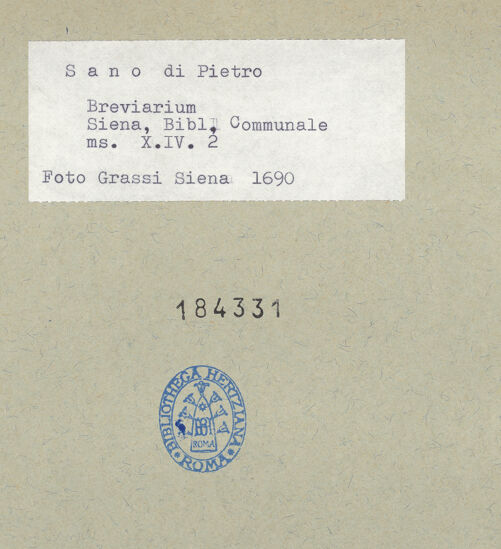 S a n o di Pietro
Breviarium
Siena, Bibl, Communale
ms. X.IV. 2
Foto Grassi Siena 1690
184331
BIBLIOTHECA HERTZIANA
ROMA
* ROMA *